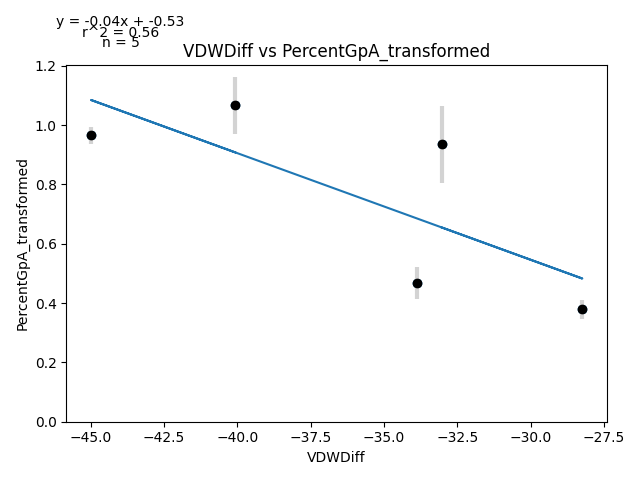 y = -0.04x + -0.53
r^2 = 0.56
n = 5
VDWDiff vs PercentGpA_transformed
1.2
1.0
0.8
0.6
0.4
0.2
0.0
PercentGpA_transformed
−45.0 −42.5 −40.0 −37.5 −35.0 −32.5 −30.0 −27.5
VDWDiff